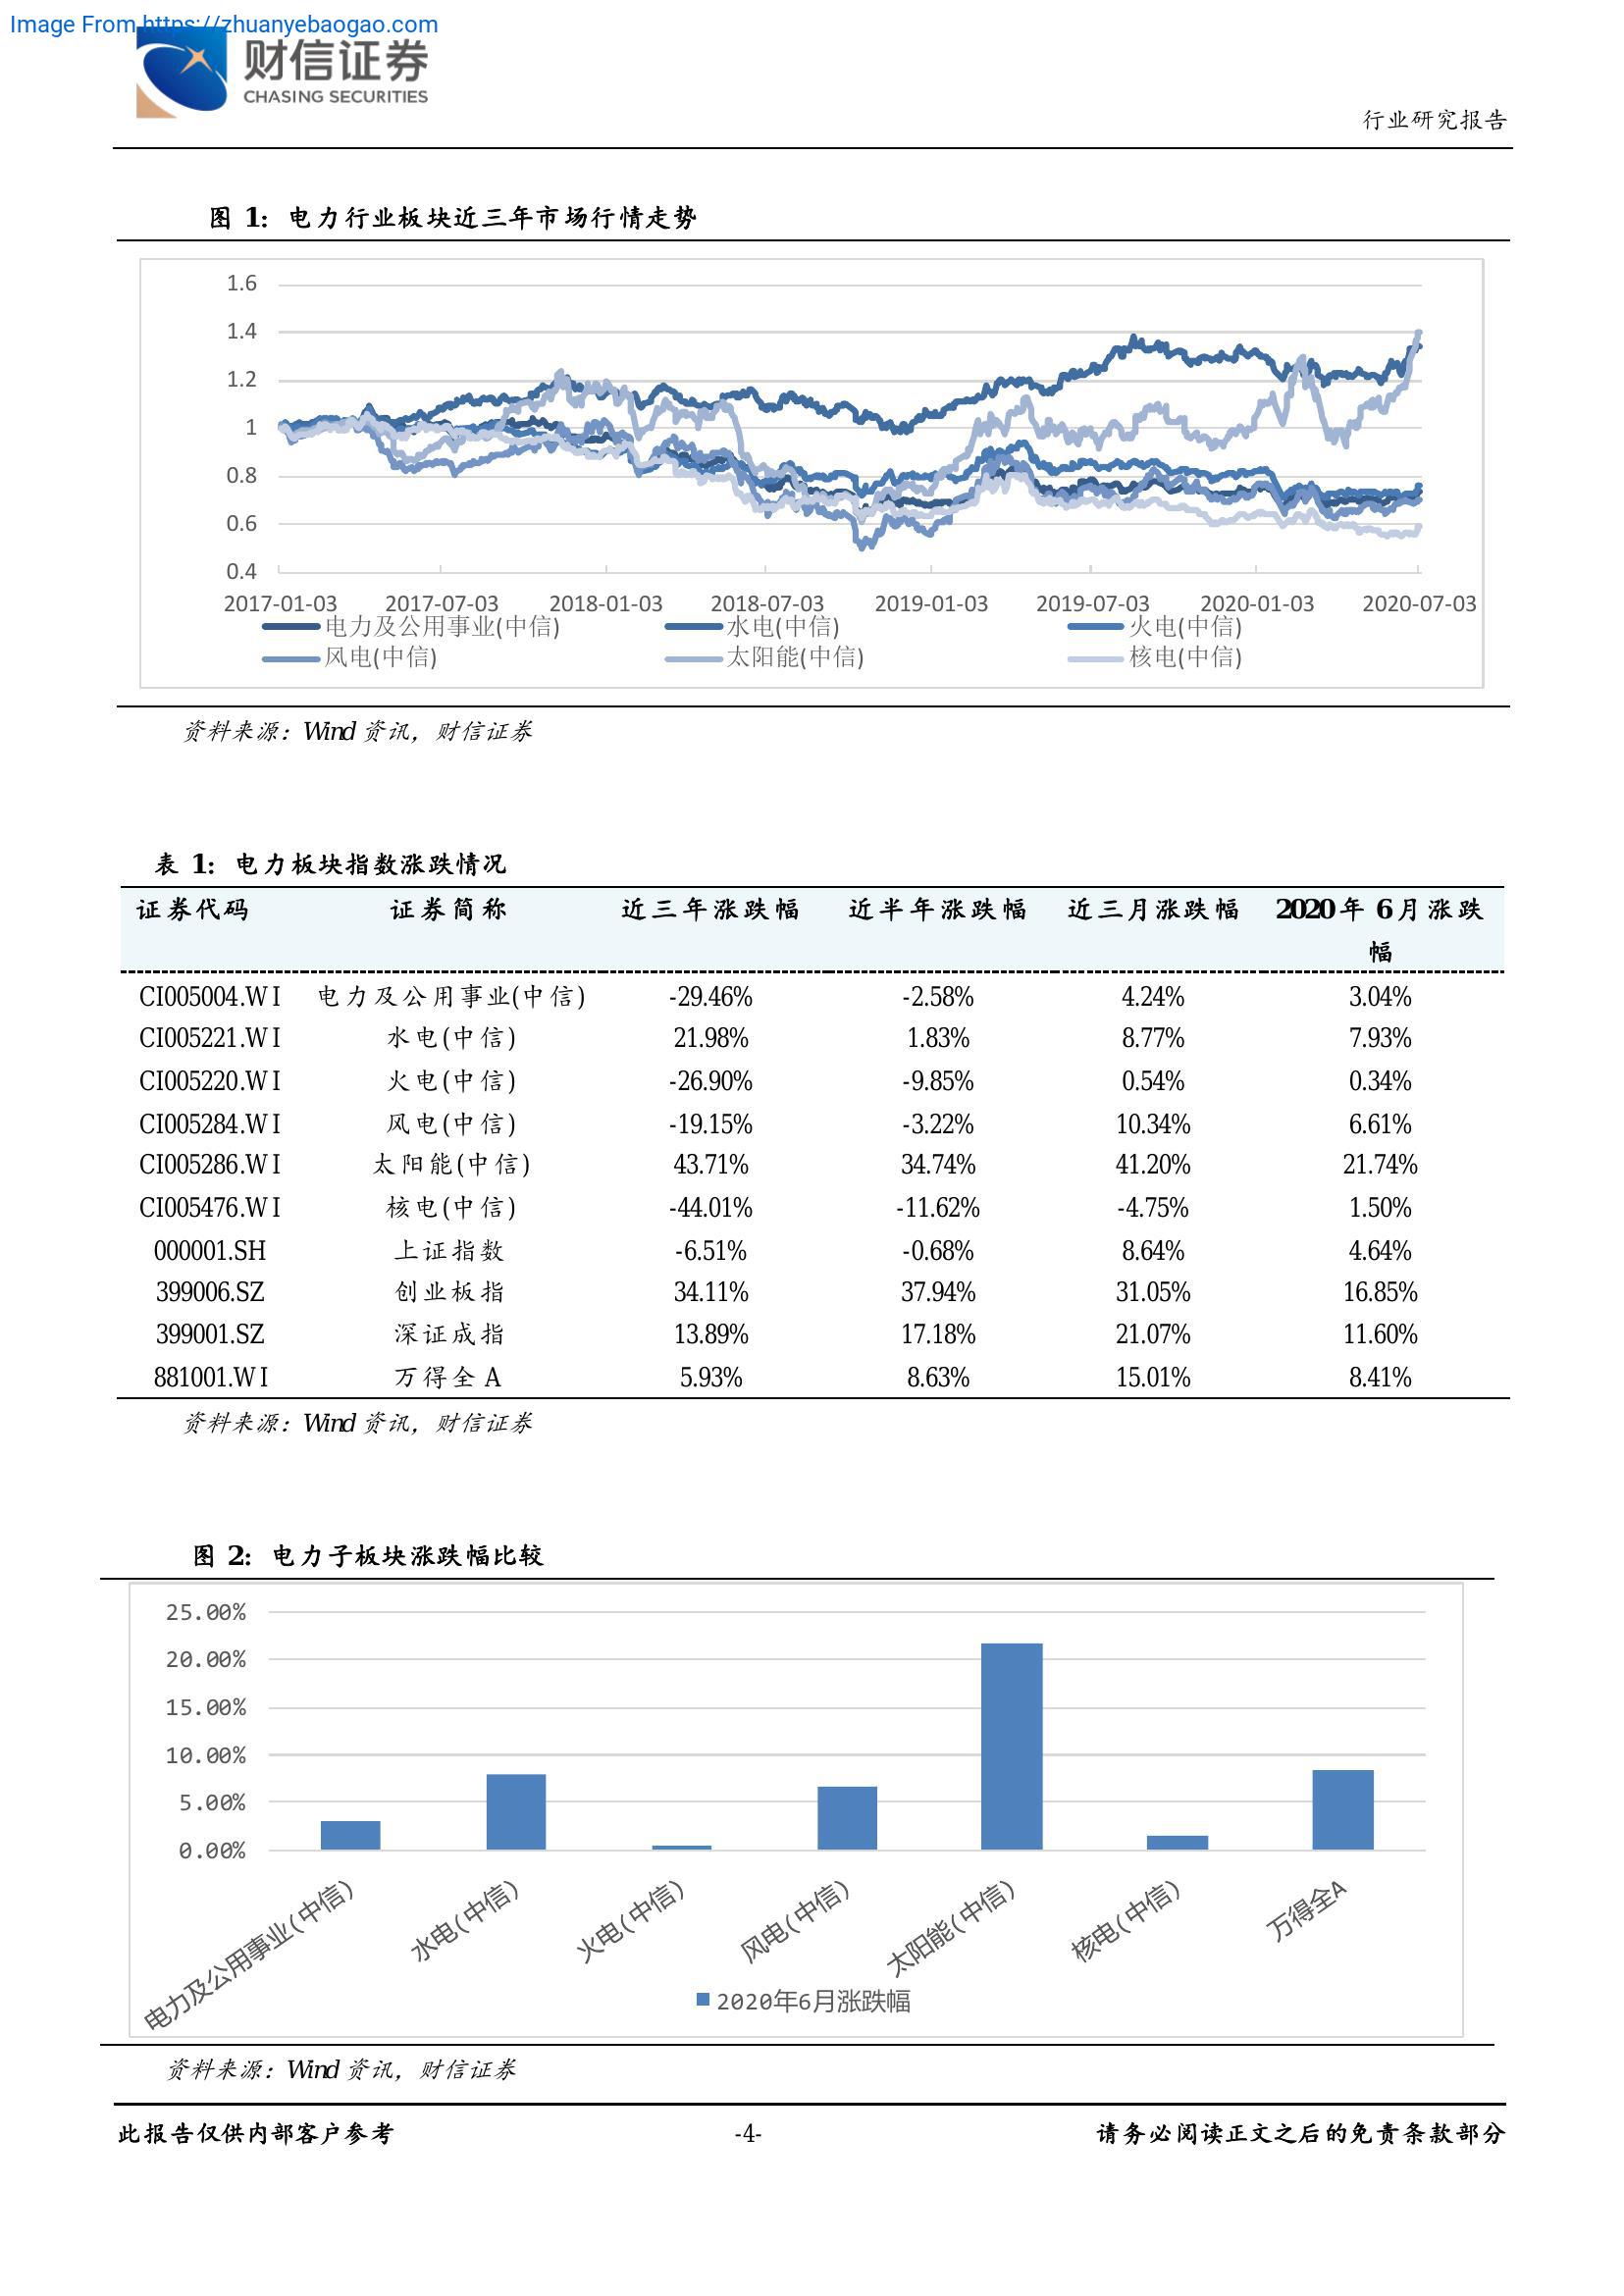 Image From https://zhuanyebaogao.com
财信证券
CHASING SECURITIES
行业研究报告
图 1: 电力行业板块近三年市场行情走势
1.6
1.4
1.2
1
0.8
0.6
0.4
2017-01-03 2017-07-03 2018-01-03 2018-07-03 2019-01-03 2019-07-03 2020-01-03 2020-07-03
电力及公用事业(中信) 水电(中信) 火电(中信)
风电(中信) 太阳能(中信) 核电(中信)
资料来源: Wind 资讯, 财信证券
表 1: 电力板块指数涨跌情况
证券代码 证券简称 近三年涨跌幅 近半年涨跌幅 近三月涨跌幅 2020年 6月涨跌
幅
CI005004.WI 电力及公用事业(中信) -29.46% -2.58% 4.24% 3.04%
CI005221.WI 水电(中信) 21.98% 1.83% 8.77% 7.93%
CI005220.WI 火电(中信) -26.90% -9.85% 0.54% 0.34%
CI005284.WI 风电(中信) -19.15% -3.22% 10.34% 6.61%
CI005286.WI 太阳能(中信) 43.71% 34.74% 41.20% 21.74%
CI005476.WI 核电(中信) -44.01% -11.62% -4.75% 1.50%
000001.SH 上证指数 -6.51% -0.68% 8.64% 4.64%
399006.SZ 创业板指 34.11% 37.94% 31.05% 16.85%
399001.SZ 深证成指 13.89% 17.18% 21.07% 11.60%
881001.WI 万得全 A 5.93% 8.63% 15.01% 8.41%
资料来源: Wind 资讯, 财信证券
图 2: 电力子板块涨跌幅比较
25.00%
20.00%
15.00%
10.00%
5.00%
0.00%
电力及公用事业(中信) 水电(中信) 火电(中信) 风电(中信) 太阳能(中信) 核电(中信) 万得全A
2020年6月涨跌幅
资料来源: Wind 资讯, 财信证券
此报告仅供内部客户参考 -4- 请务必阅读正文之后的免责条款部分